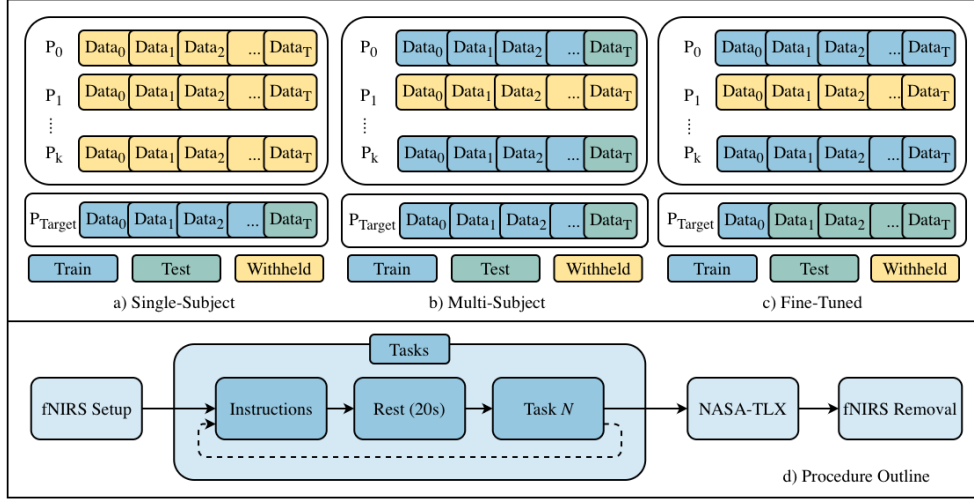 P0 Data0 Data1 Data2 ... DataT
P1 Data0 Data1 Data2 ... DataT
Pk Data0 Data1 Data2 ... DataT
PTarget Data0 Data1 Data2 ... DataT
Train Test Withheld
a) Single-Subject
P0 Data0 Data1 Data2 ... DataT
P1 Data0 Data1 Data2 ... DataT
Pk Data0 Data1 Data2 ... DataT
PTarget Data0 Data1 Data2 ... DataT
Train Test Withheld
b) Multi-Subject
P0 Data0 Data1 Data2 ... DataT
P1 Data0 Data1 Data2 ... DataT
Pk Data0 Data1 Data2 ... DataT
PTarget Data0 Data1 Data2 ... DataT
Train Test Withheld
c) Fine-Tuned
Tasks
fNIRS Setup
Instructions
Rest (20s)
Task N
NASA-TLX
fNIRS Removal
d) Procedure Outline